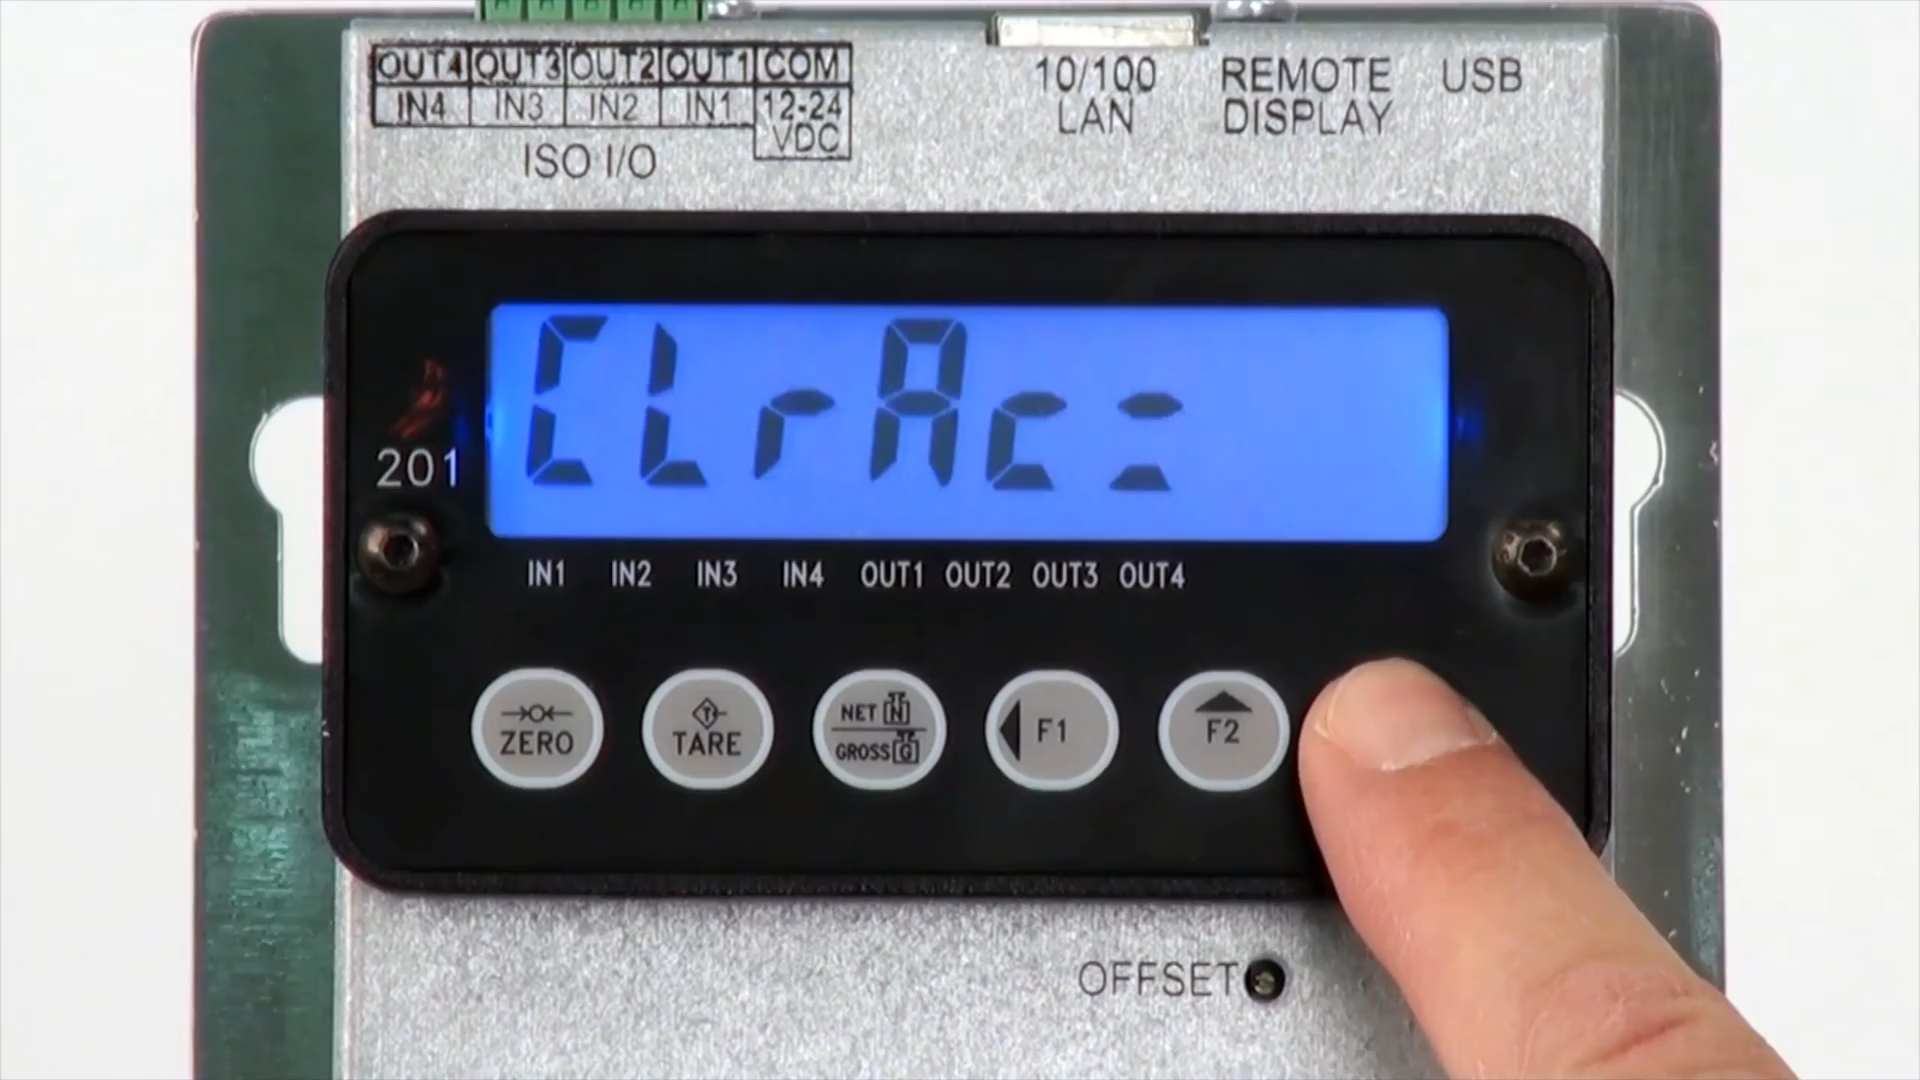 OUT4 OUT3 OUT2 OUT1 COM
IN4 IN3 IN2 IN1 12-24 VDC
ISO I/O
10/100 LAN
REMOTE DISPLAY
USB
CLrAc=
201
IN1 IN2 IN3 IN4 OUT1 OUT2 OUT3 OUT4
ZERO
T
TARE
NET N
GROSS G
F1
F2
OFFSET